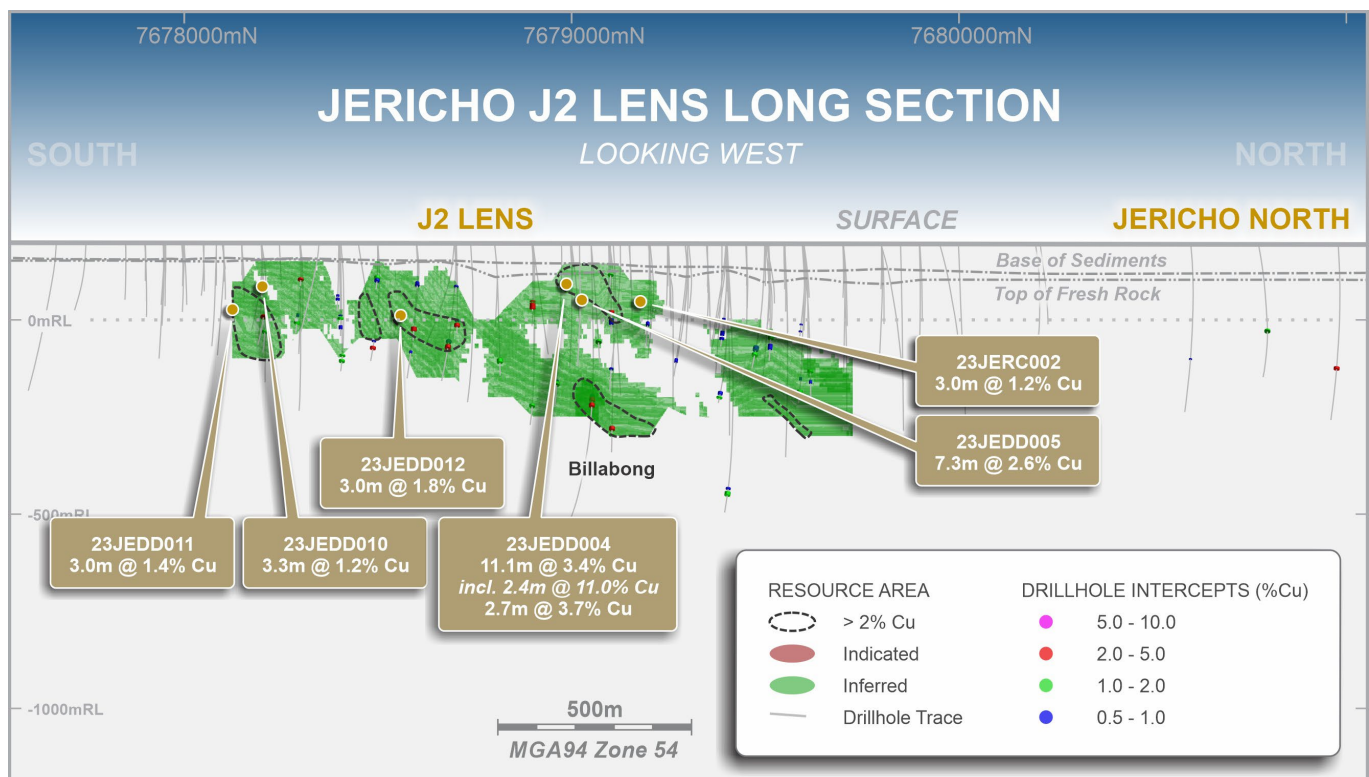 7678000mN
7679000mN
7680000mN
JERICHO J2 LENS LONG SECTION
SOUTH
LOOKING WEST
NORTH
J2 LENS
SURFACE
JERICHO NORTH
Base of Sediments
Top of Fresh Rock
0mRL
23JERC002
3.0m @ 1.2% Cu
23JEDD005
7.3m @ 2.6% Cu
23JEDD012
3.0m @ 1.8% Cu
Billabong
-500mRL
23JEDD011
3.0m @ 1.4% Cu
23JEDD010
3.3m @ 1.2% Cu
23JEDD004
11.1m @ 3.4% Cu
incl. 2.4m @ 11.0% Cu
2.7m @ 3.7% Cu
RESOURCE AREA
> 2% Cu
Indicated
Inferred
Drillhole Trace
DRILLHOLE INTERCEPTS (%Cu)
5.0 - 10.0
2.0 - 5.0
1.0 - 2.0
0.5 - 1.0
-1000mRL
500m
MGA94 Zone 54